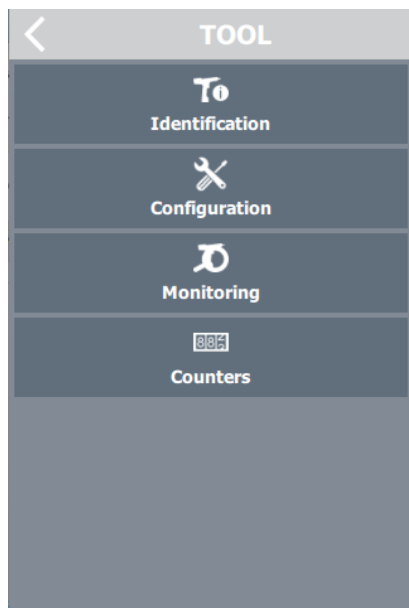 TOOL
Identification
Configuration
Monitoring
Counters